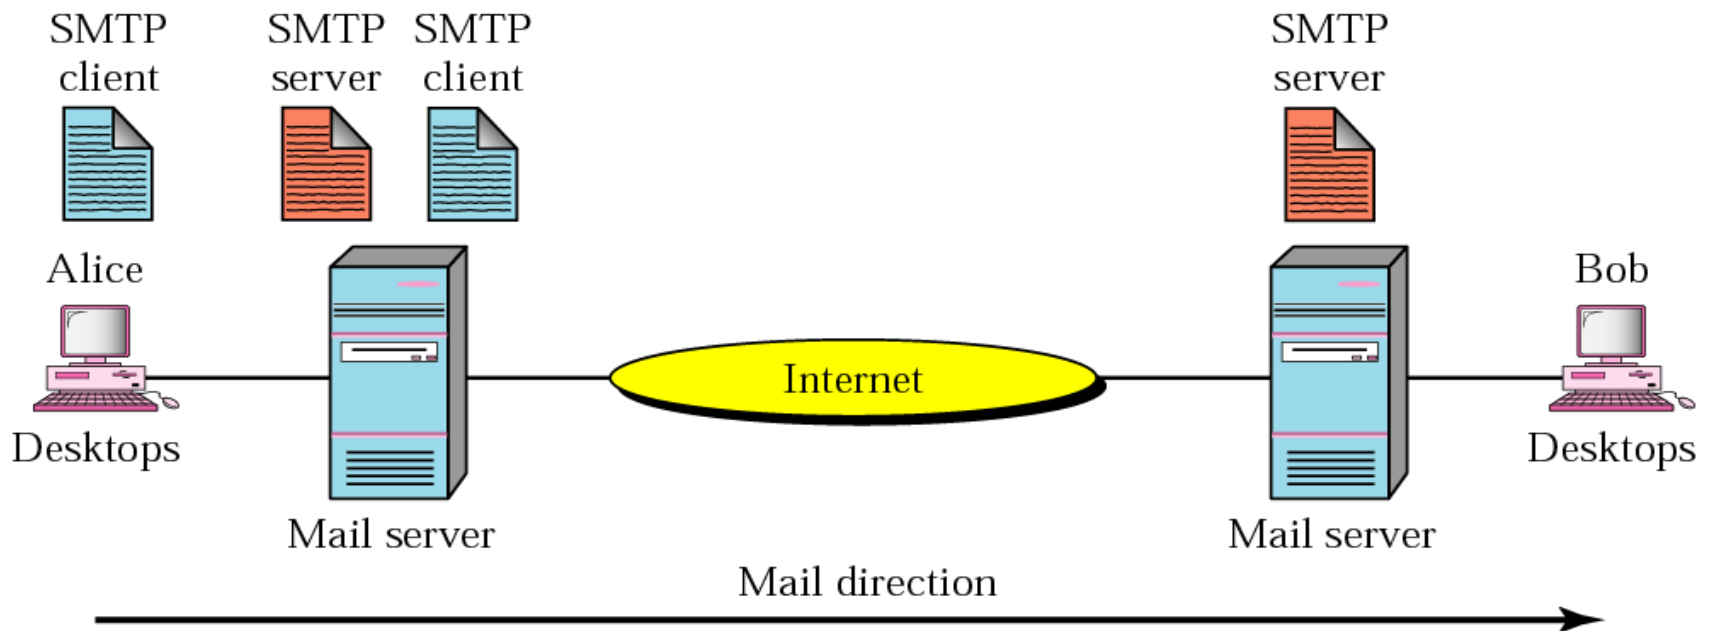 SMTP
client
SMTP
server
SMTP
client
SMTP
server
Alice
Bob
Internet
Desktops
Desktops
Mail server
Mail server
Mail direction